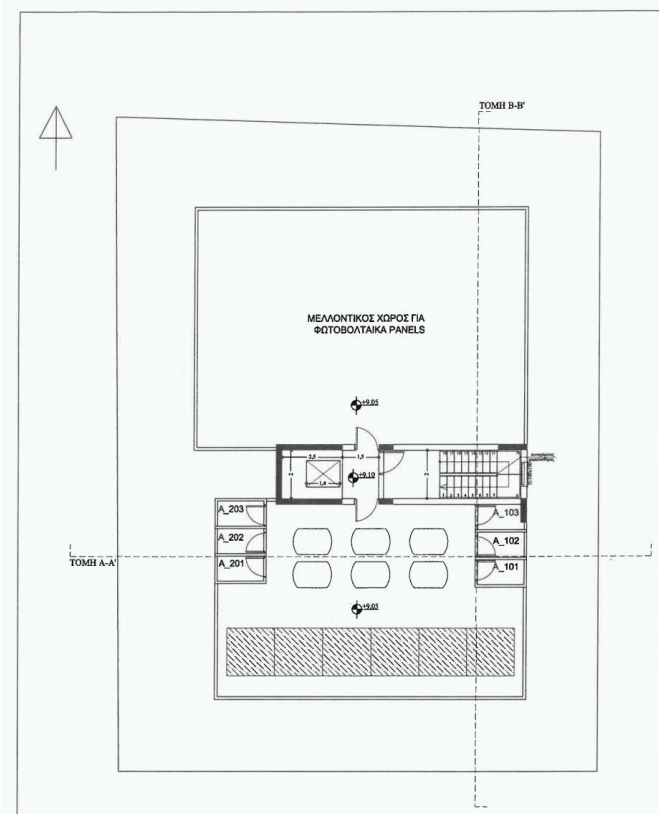 ΤΟΜΗ Β-Β'
ΜΕΛΛΟΝΤΙΚΟΣ ΧΩΡΟΣ ΓΙΑ
ΦΩΤΟΒΟΛΤΑΙΚΑ PANELS
+9.05
2,5
1,5
2
1,4
+9.10
2
A_203
A_103
A_202
A_102
ΤΟΜΗ Α-Α'
A_201
A_101
+9.05